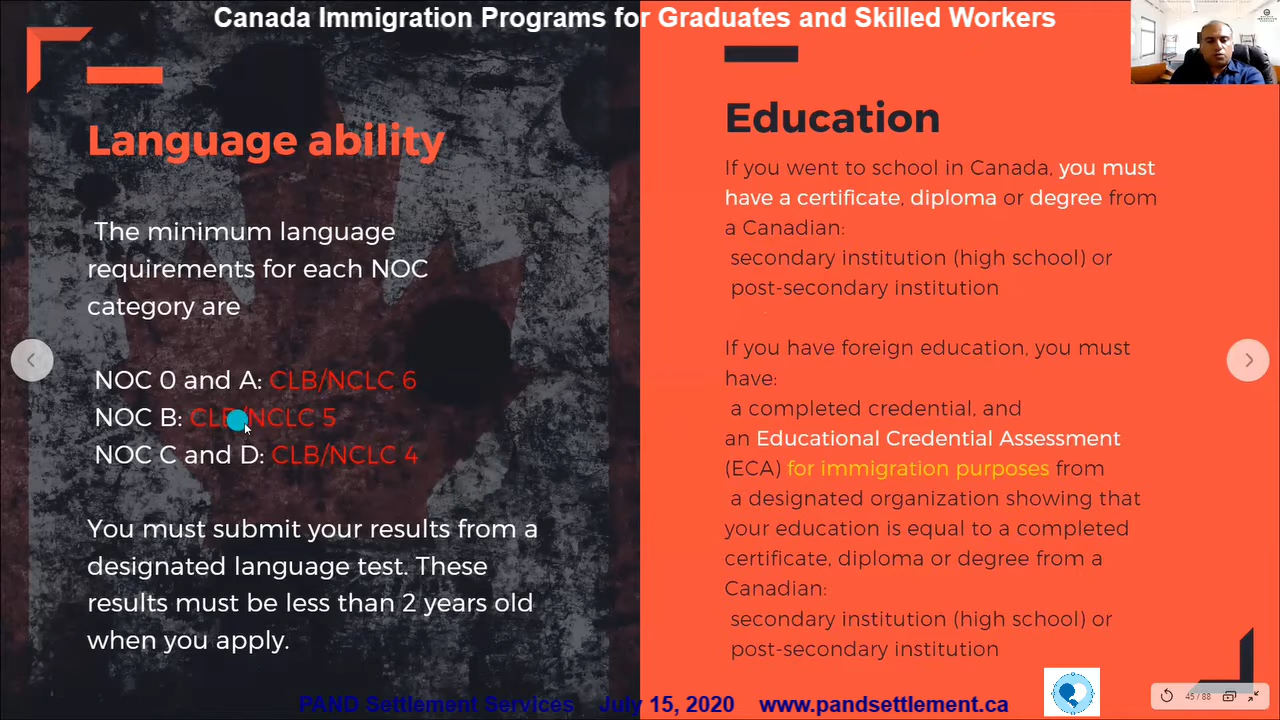 Canada Immigration Programs for Graduates and Skilled Workers
Language ability
The minimum language
requirements for each NOC
category are
NOC 0 and A: CLB/NCLC 6
NOC B: CLB/NCLC 5
NOC C and D: CLB/NCLC 4
You must submit your results from a
designated language test. These
results must be less than 2 years old
when you apply.
Education
If you went to school in Canada, you must
have a certificate, diploma or degree from
a Canadian:
secondary institution (high school) or
post-secondary institution
If you have foreign education, you must
have:
a completed credential, and
an Educational Credential Assessment
(ECA) for immigration purposes from
a designated organization showing that
your education is equal to a completed
certificate, diploma or degree from a
Canadian:
secondary institution (high school) or
post-secondary institution
PAND Settlement Services July 15, 2020 www.pandsettlement.ca
45/88